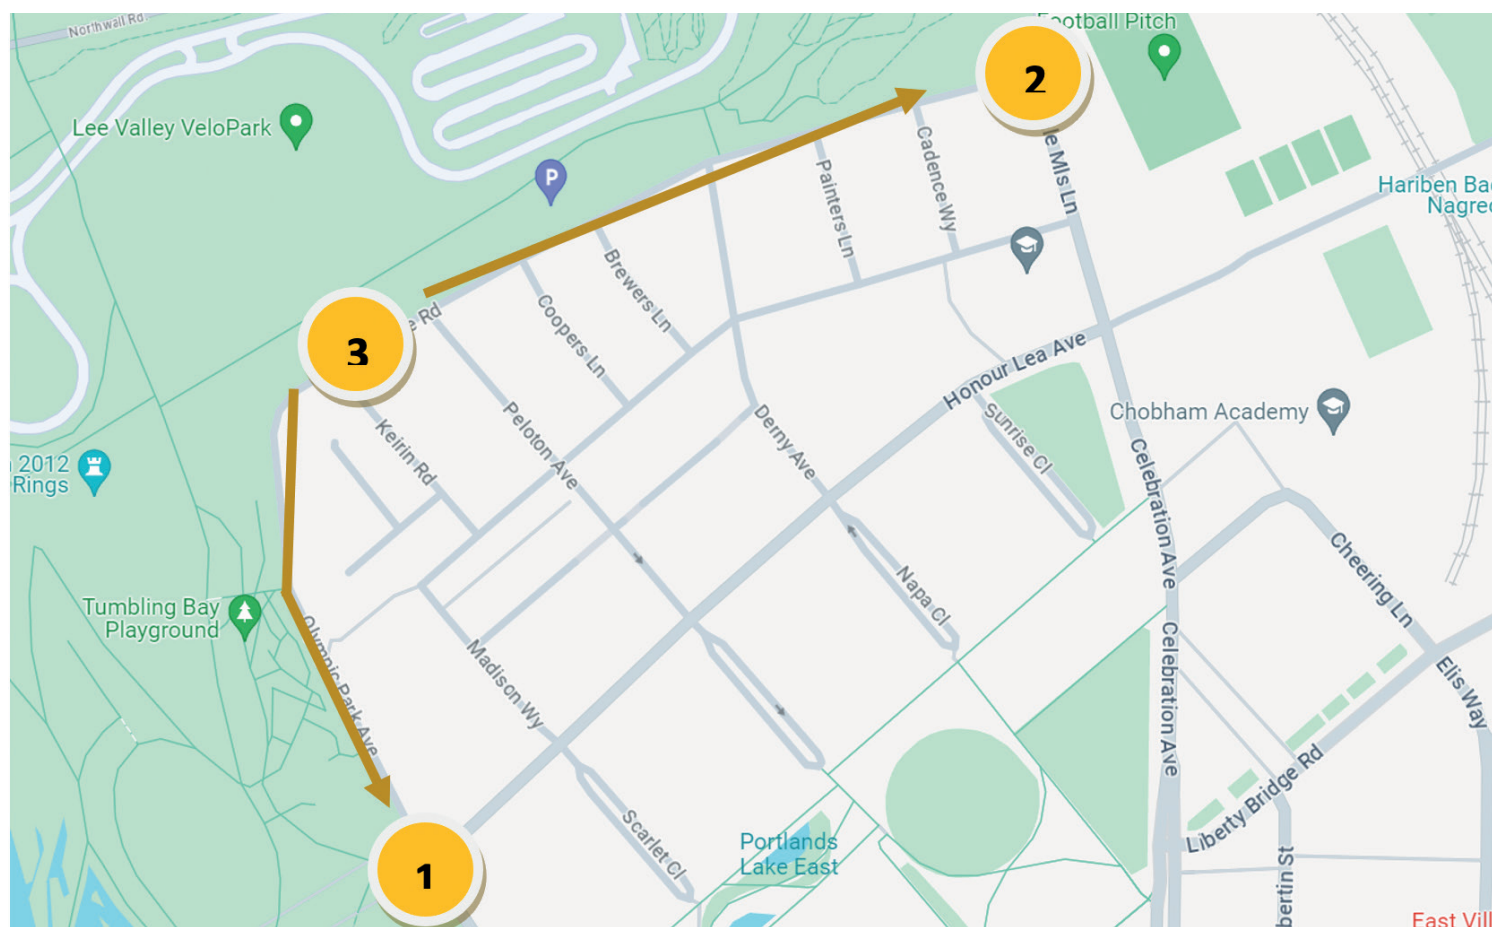 Northwall Rd
Football Pitch
2
Lee Valley VeloPark
P
le Mls Ln
Cadence Wy
Painters Ln
Hariben Ba
Nagre
Brewers Ln
e Rd
3
Coopers Ln
Honour Lea Ave
Chobham Academy
Keirin Rd
Peloton Ave
Derny Ave
Sunrise Cl
2012
Rings
Celebration Ave
Cheering Ln
Napa Cl
Tumbling Bay
Playground
Olympic Park Ave
Madison Wy
Celebration Ave
Elis Way
Liberty Bridge Rd
Scarlet Cl
Portlands
Lake East
1
bertin St
East Vill